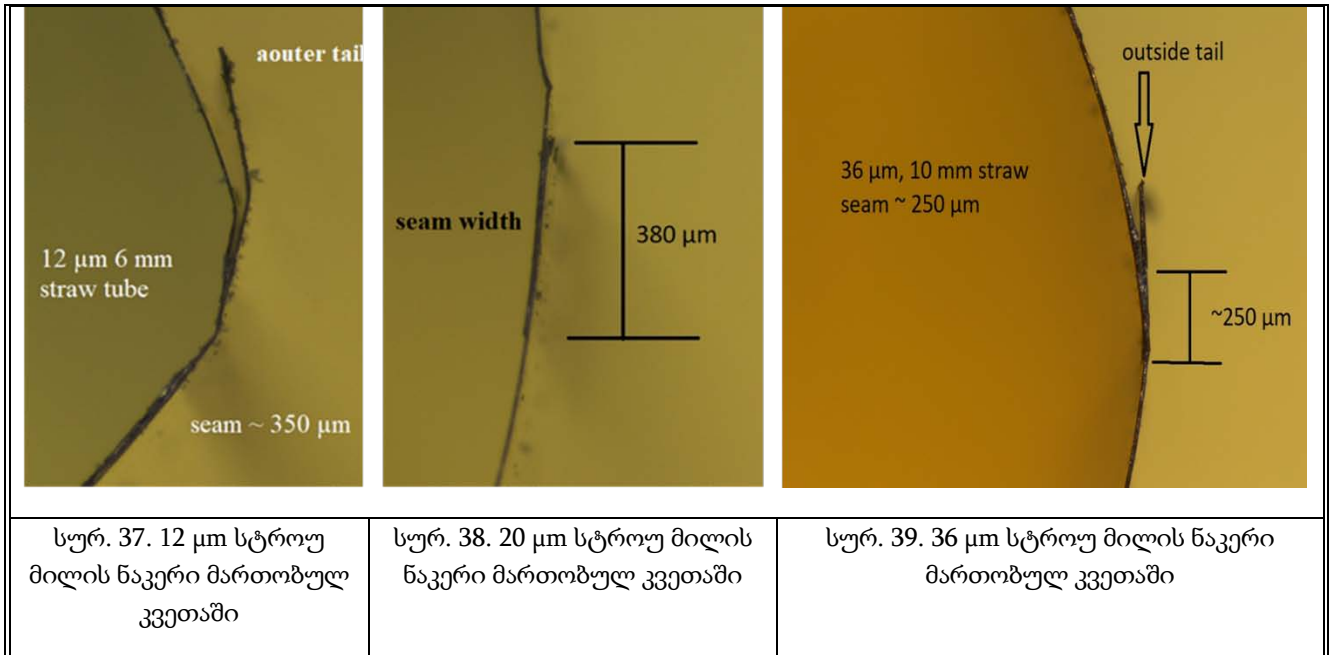 aouter tail
12 µm 6 mm
straw tube
seam ~ 350 µm
seam width
380 µm
outside tail
36 µm, 10 mm straw
seam ~ 250 µm
~250 µm
სურ. 37. 12 µm სტროუ
მილის ნაკერი მართობულ
კვეთაში
სურ. 38. 20 µm სტროუ მილის
ნაკერი მართობულ კვეთაში
სურ. 39. 36 µm სტროუ მილის ნაკერი
მართობულ კვეთაში